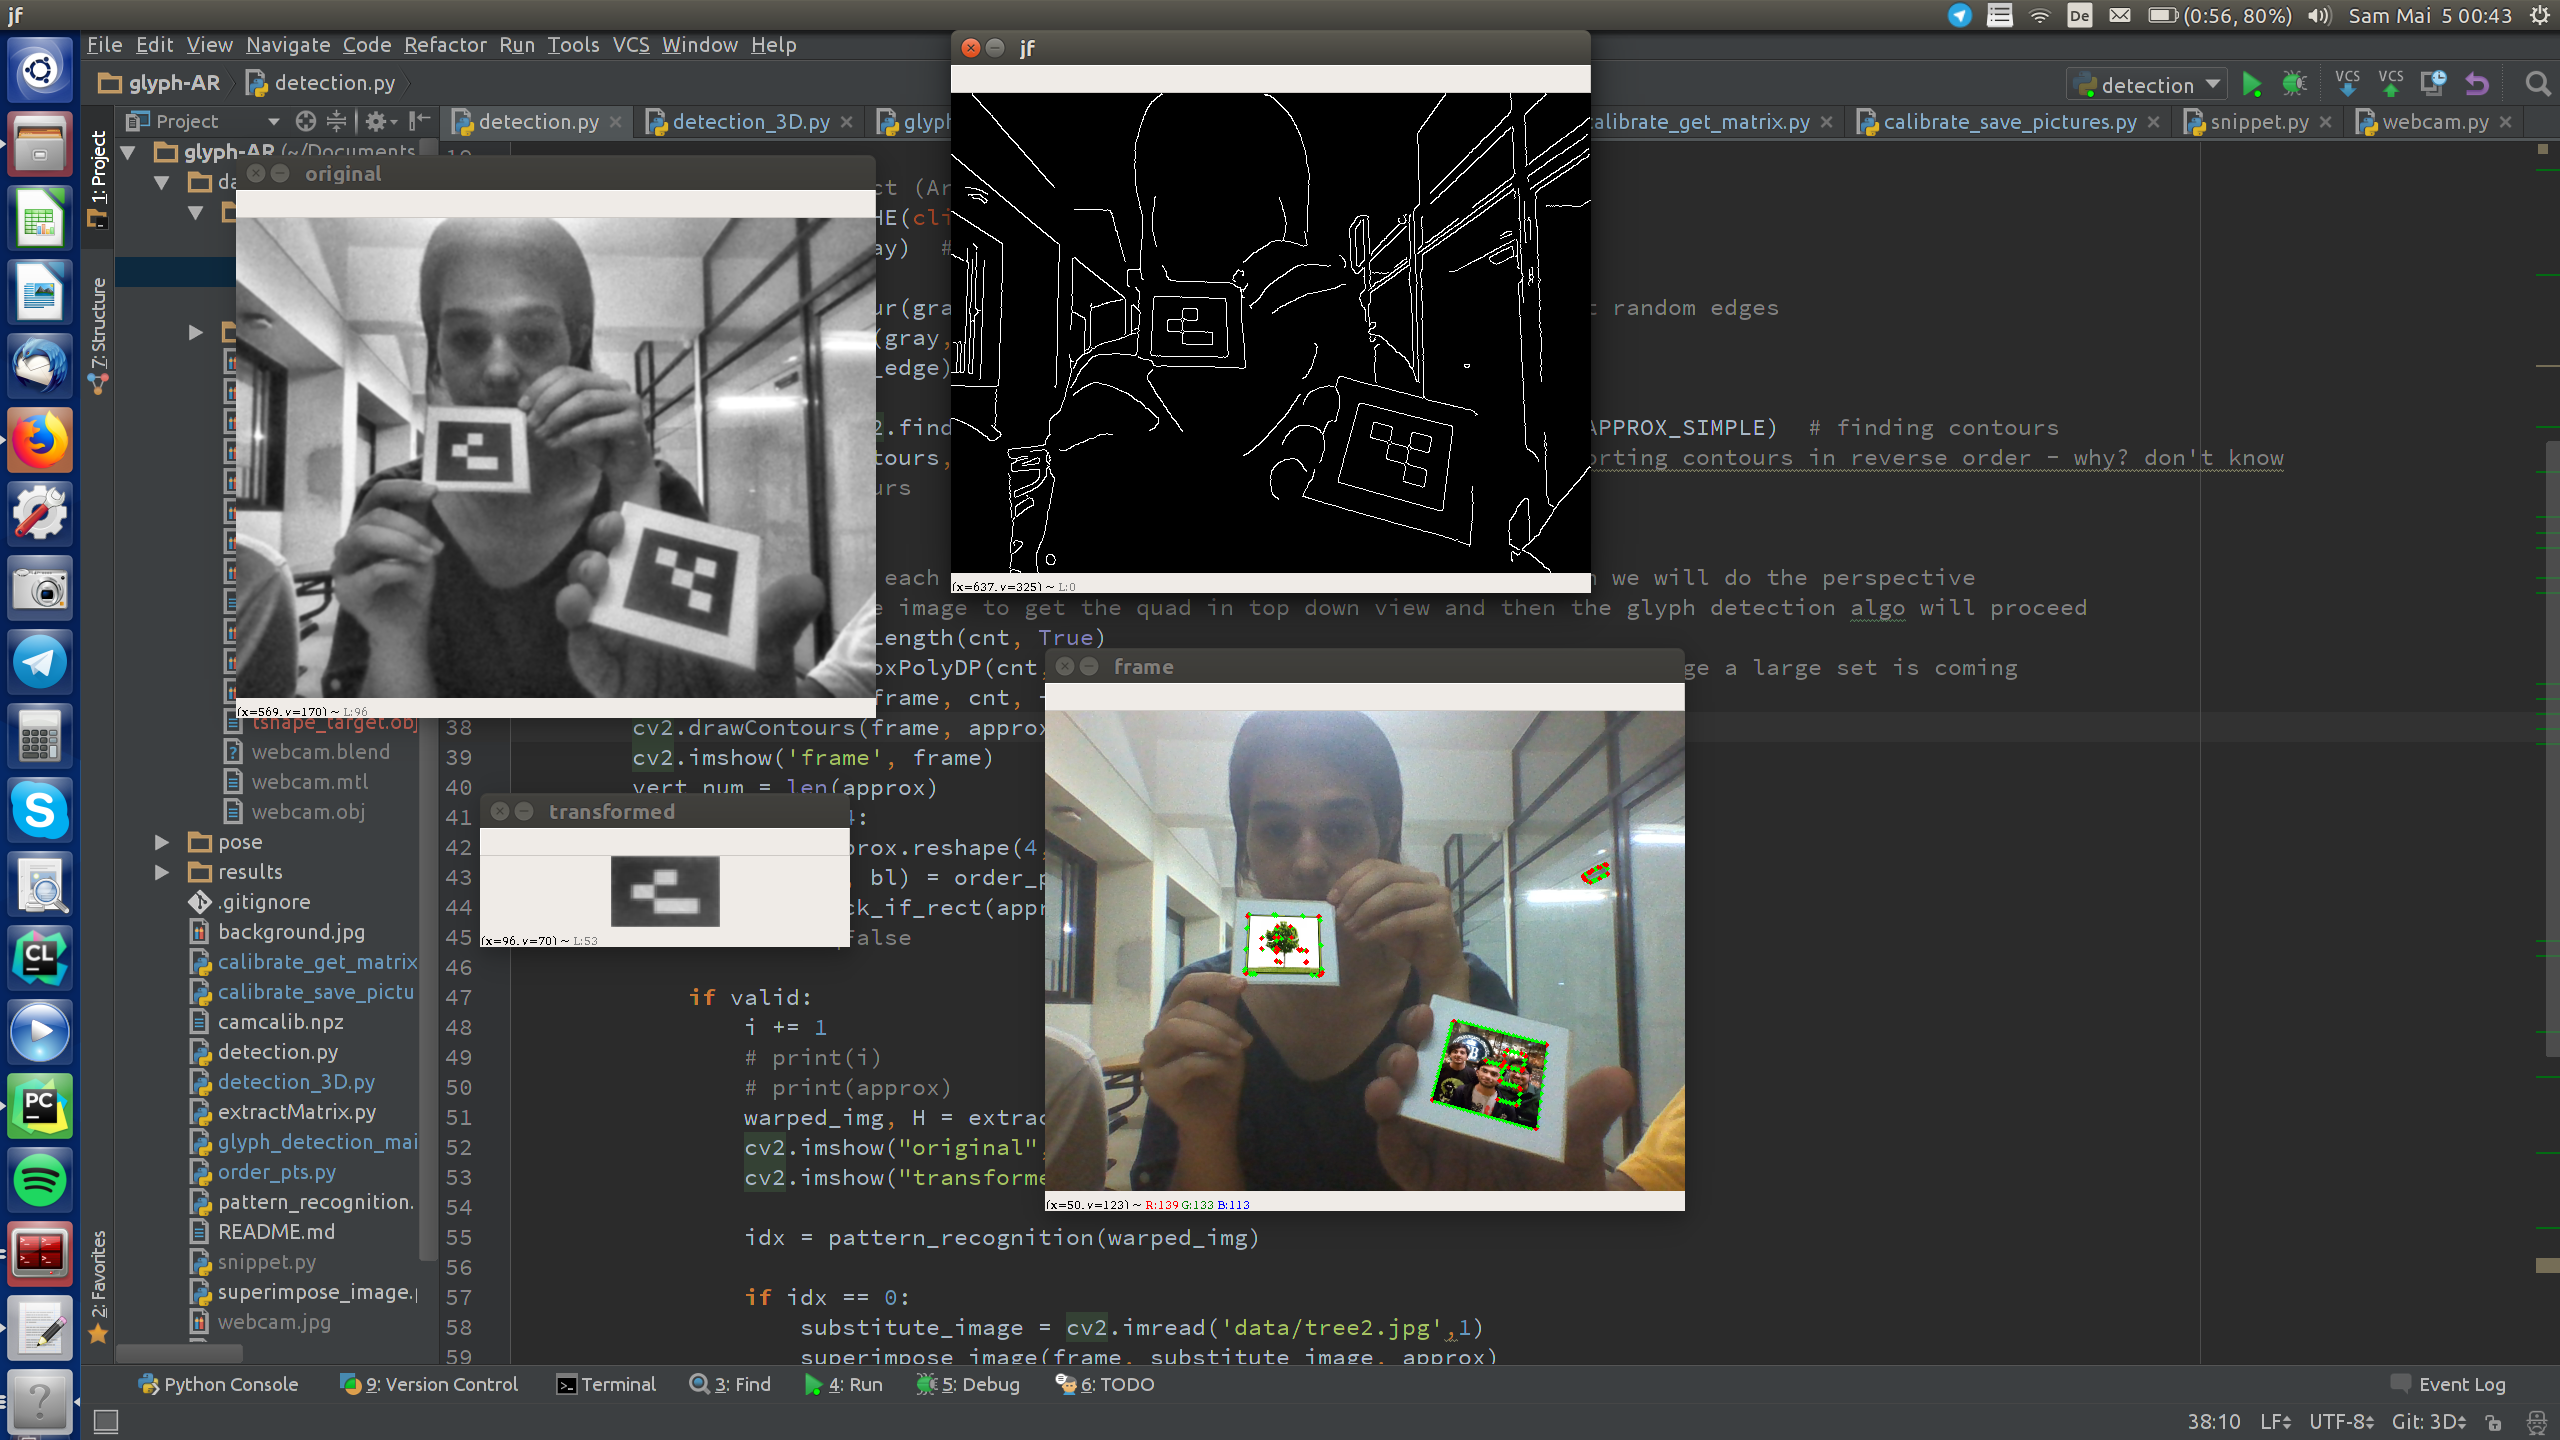 jf
De
(0:56, 80%)
Sam Mai 5 00:43
File Edit View Navigate Code Refactor Run Tools VCS Window Help
jf
glyph-AR
detection.py
detection
VCS
VCS
Project
detection.py
detection_3D.py
glyph
alibrate_get_matrix.py
calibrate_save_pictures.py
snippet.py
webcam.py
1: Project
7: Structure
2: Favorites
glyph-AR (~/Documents
da
original
(x=569, y=170) ~ L:96
ct (Ar
HE(cli
ay) #
ur(gra
t random edges
(gray,
_edge)
2.find
APPROX_SIMPLE) # finding contours
tours,
orting contours in reverse order - why? don't know
urs
(x=637, y=325) ~ L:0
each
n we will do the perspective
e image to get the quad in top down view and then the glyph detection algo will proceed
Length(cnt, True)
oxPolyDP(cnt,
ge a large set is coming
frame, cnt, -
frame
tshape_target.obj
38 cv2.drawContours(frame, approx
webcam.blend
39 cv2.imshow('frame', frame)
webcam.mtl
40 vert_num = len(approx)
webcam.obj
transformed
41 4:
pose
42 prox.reshape(4,
results
43 , bl) = order_p
.gitignore
44 ck_if_rect(appr
background.jpg
45 False
(x=96, y=70) ~ L:53
calibrate_get_matrix
46
calibrate_save_pictu
47 if valid:
camcalib.npz
48 i += 1
detection.py
49 # print(i)
detection_3D.py
50 # print(approx)
extractMatrix.py
51 warped_img, H = extrac
glyph_detection_mai
52 cv2.imshow("original",
order_pts.py
53 cv2.imshow("transforme
pattern_recognition.
54
(x=50, y=123) ~ R:139 G:133 B:113
README.md
55 idx = pattern_recognition(warped_img)
snippet.py
56
superimpose_image.p
57 if idx == 0:
webcam.jpg
58 substitute_image = cv2.imread('data/tree2.jpg',1)
59 superimpose_image(frame, substitute_image, approx)
CL
PC
Python Console
9: Version Control
Terminal
3: Find
4: Run
5: Debug
6: TODO
Event Log
38:10 LF UTF-8 Git: 3D